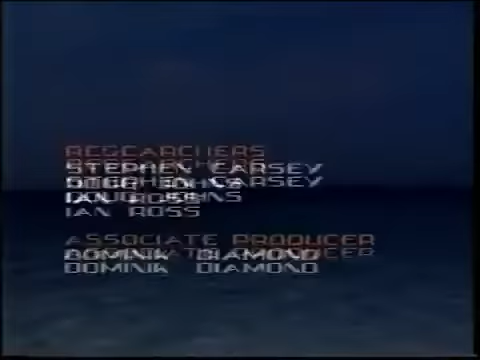 RESEARCHERS
STEPHEN CARSEY
DOUG JOHNS
IAN ROSS
ASSOCIATE PRODUCER
DOMINIK DIAMOND